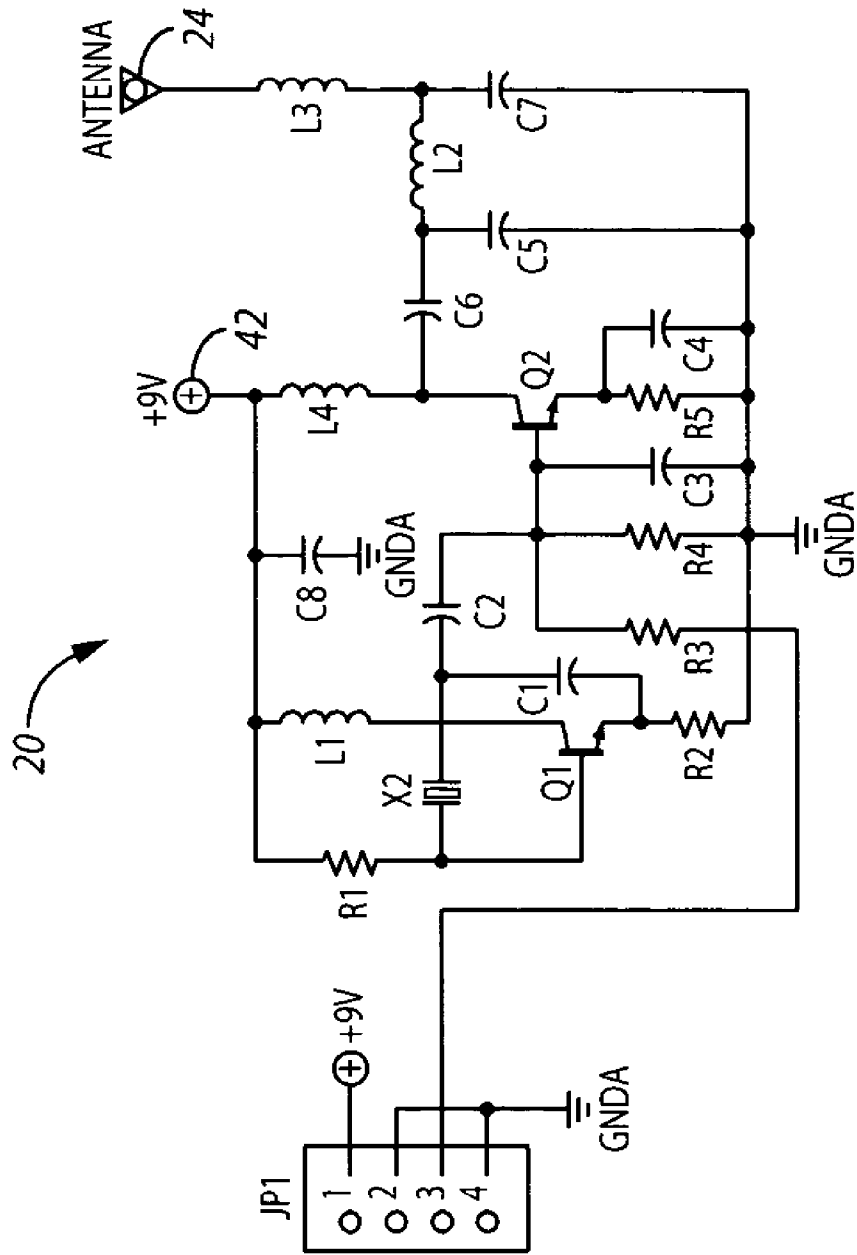 20
ANTENNA
24
+9V
42
L3
L2
C7
C5
C6
L4
Q2
C4
R5
C3
R4
GNDA
C8
GNDA
C2
R3
L1
C1
X2
Q1
R2
R1
JP1
1
2
3
4
+9V
GNDA